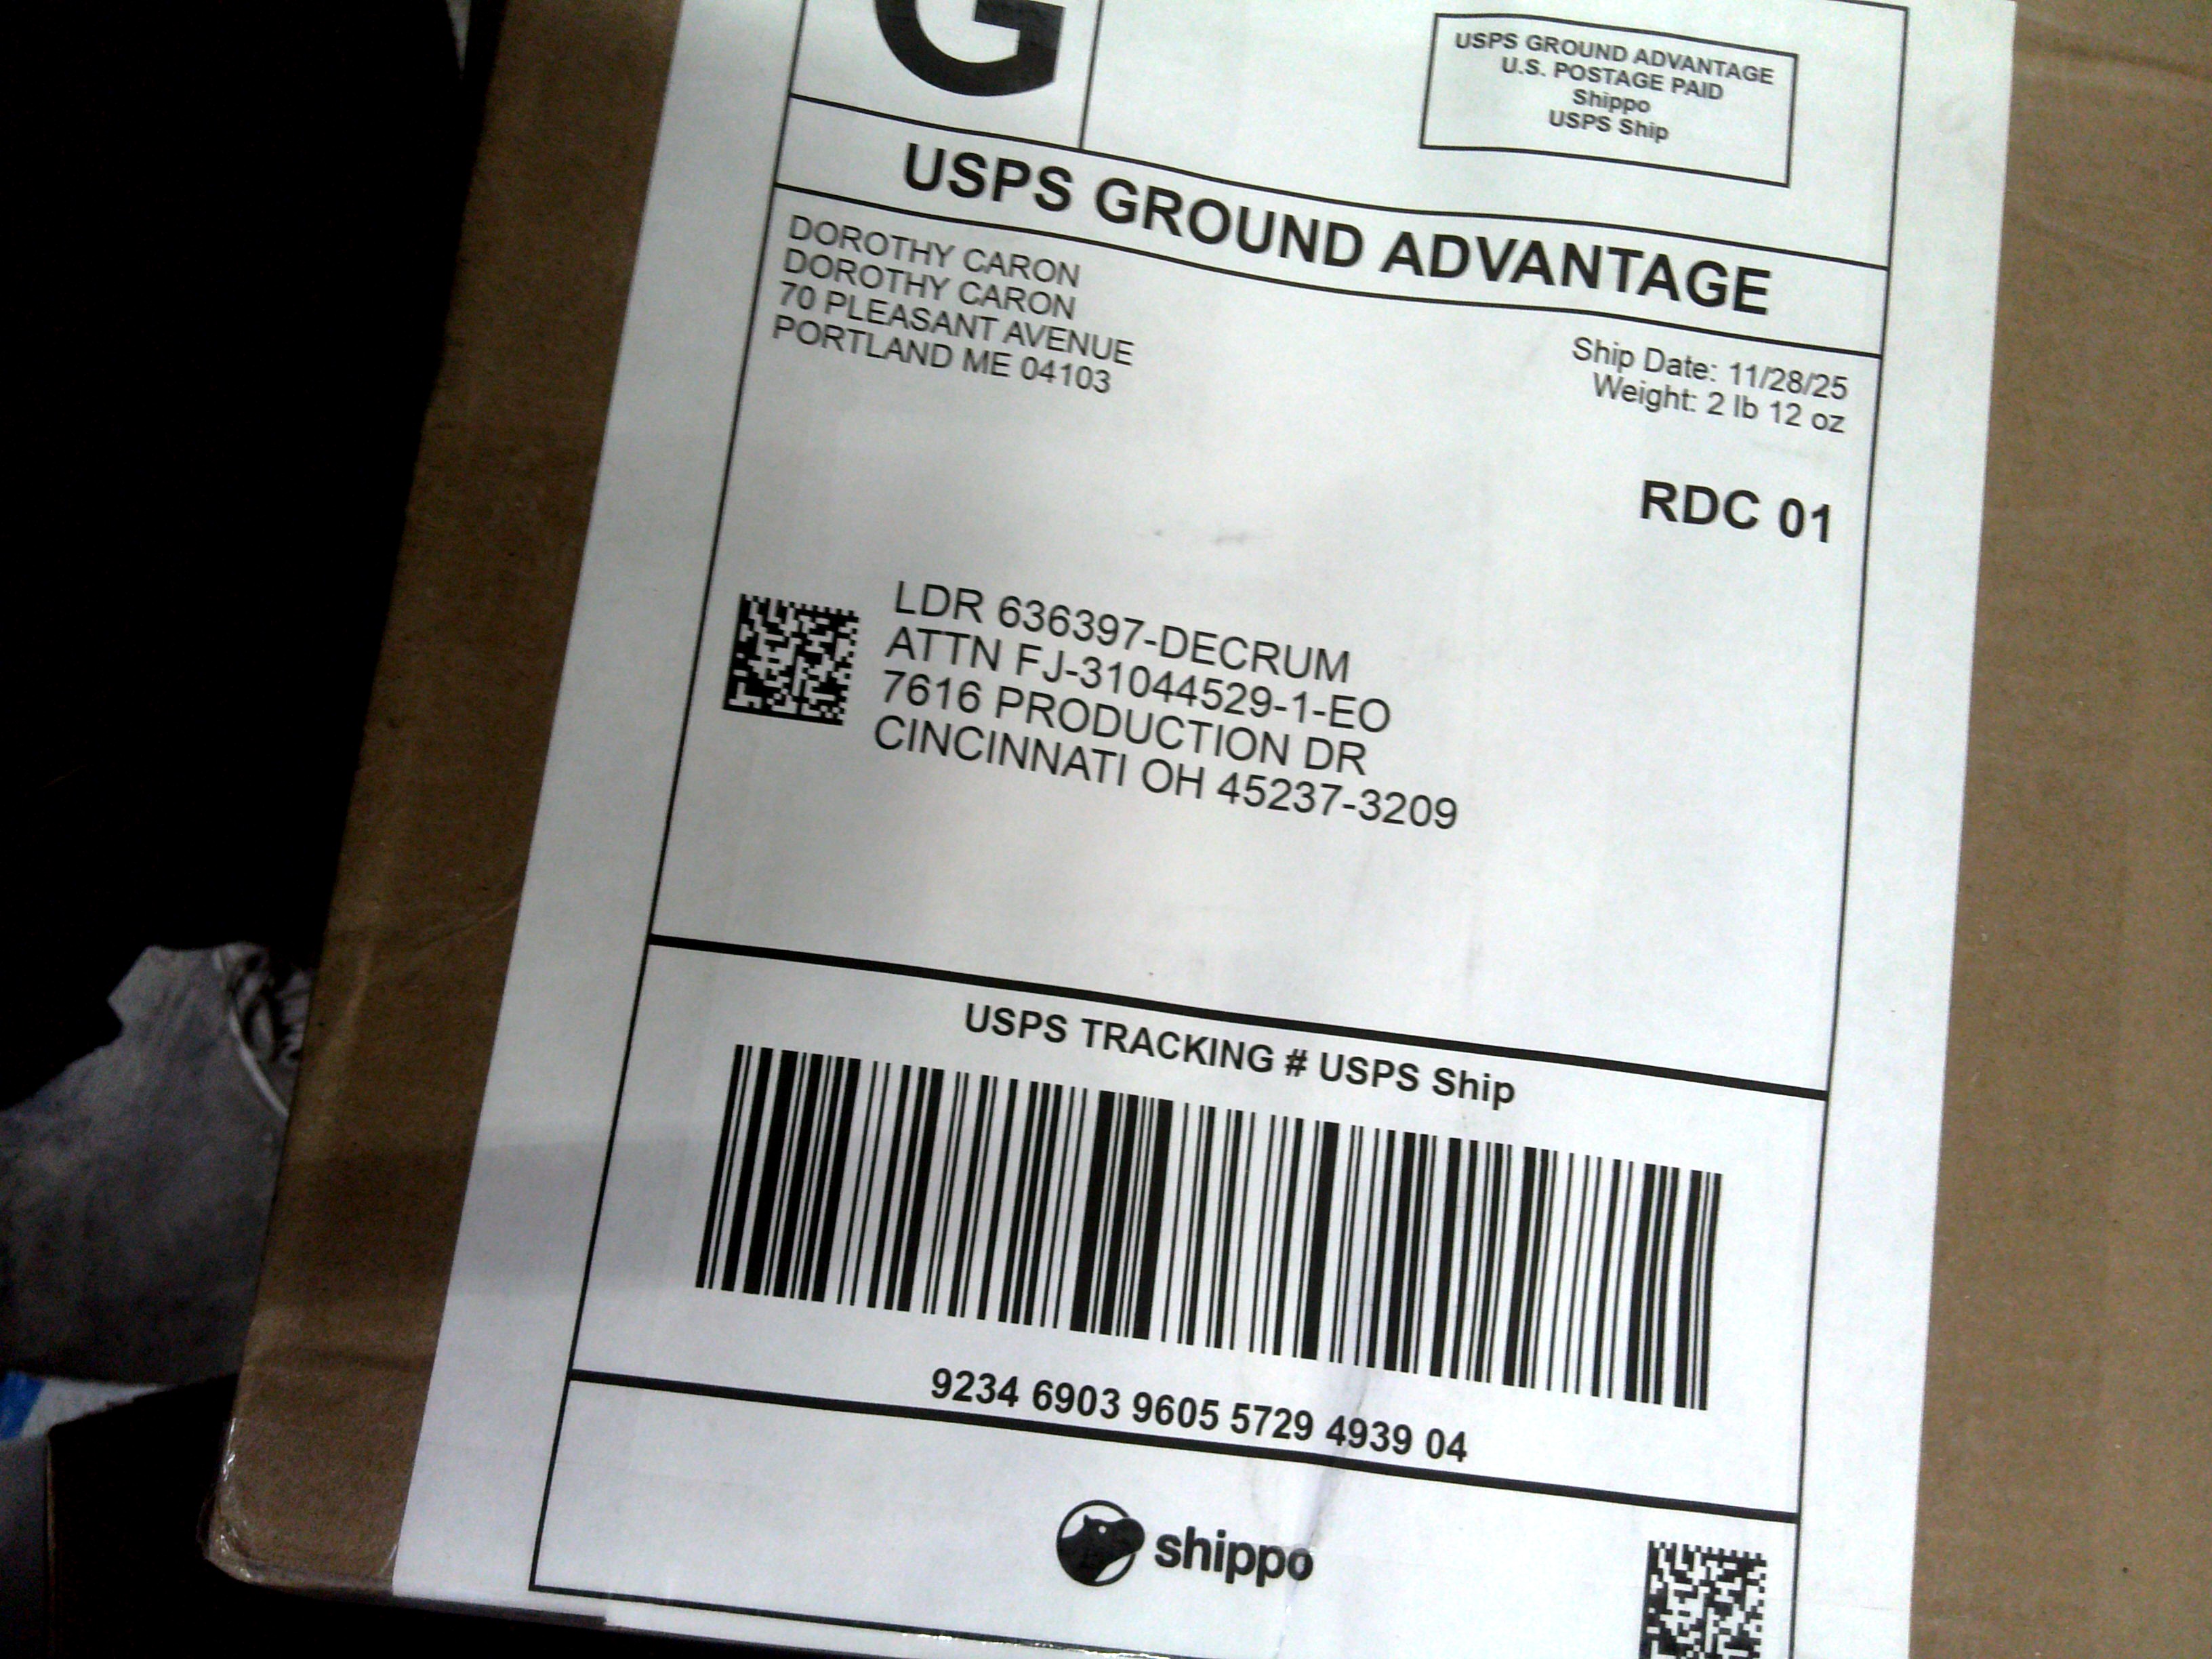 G
USPS GROUND ADVANTAGE
U.S. POSTAGE PAID
Shippo
USPS Ship
USPS GROUND ADVANTAGE
DOROTHY CARON
DOROTHY CARON
70 PLEASANT AVENUE
PORTLAND ME 04103
Ship Date: 11/28/25
Weight: 2 lb 12 oz
RDC 01
LDR 636397-DECRUM
ATTN FJ-31044529-1-EO
7616 PRODUCTION DR
CINCINNATI OH 45237-3209
USPS TRACKING # USPS Ship
9234 6903 9605 5729 4939 04
shippo